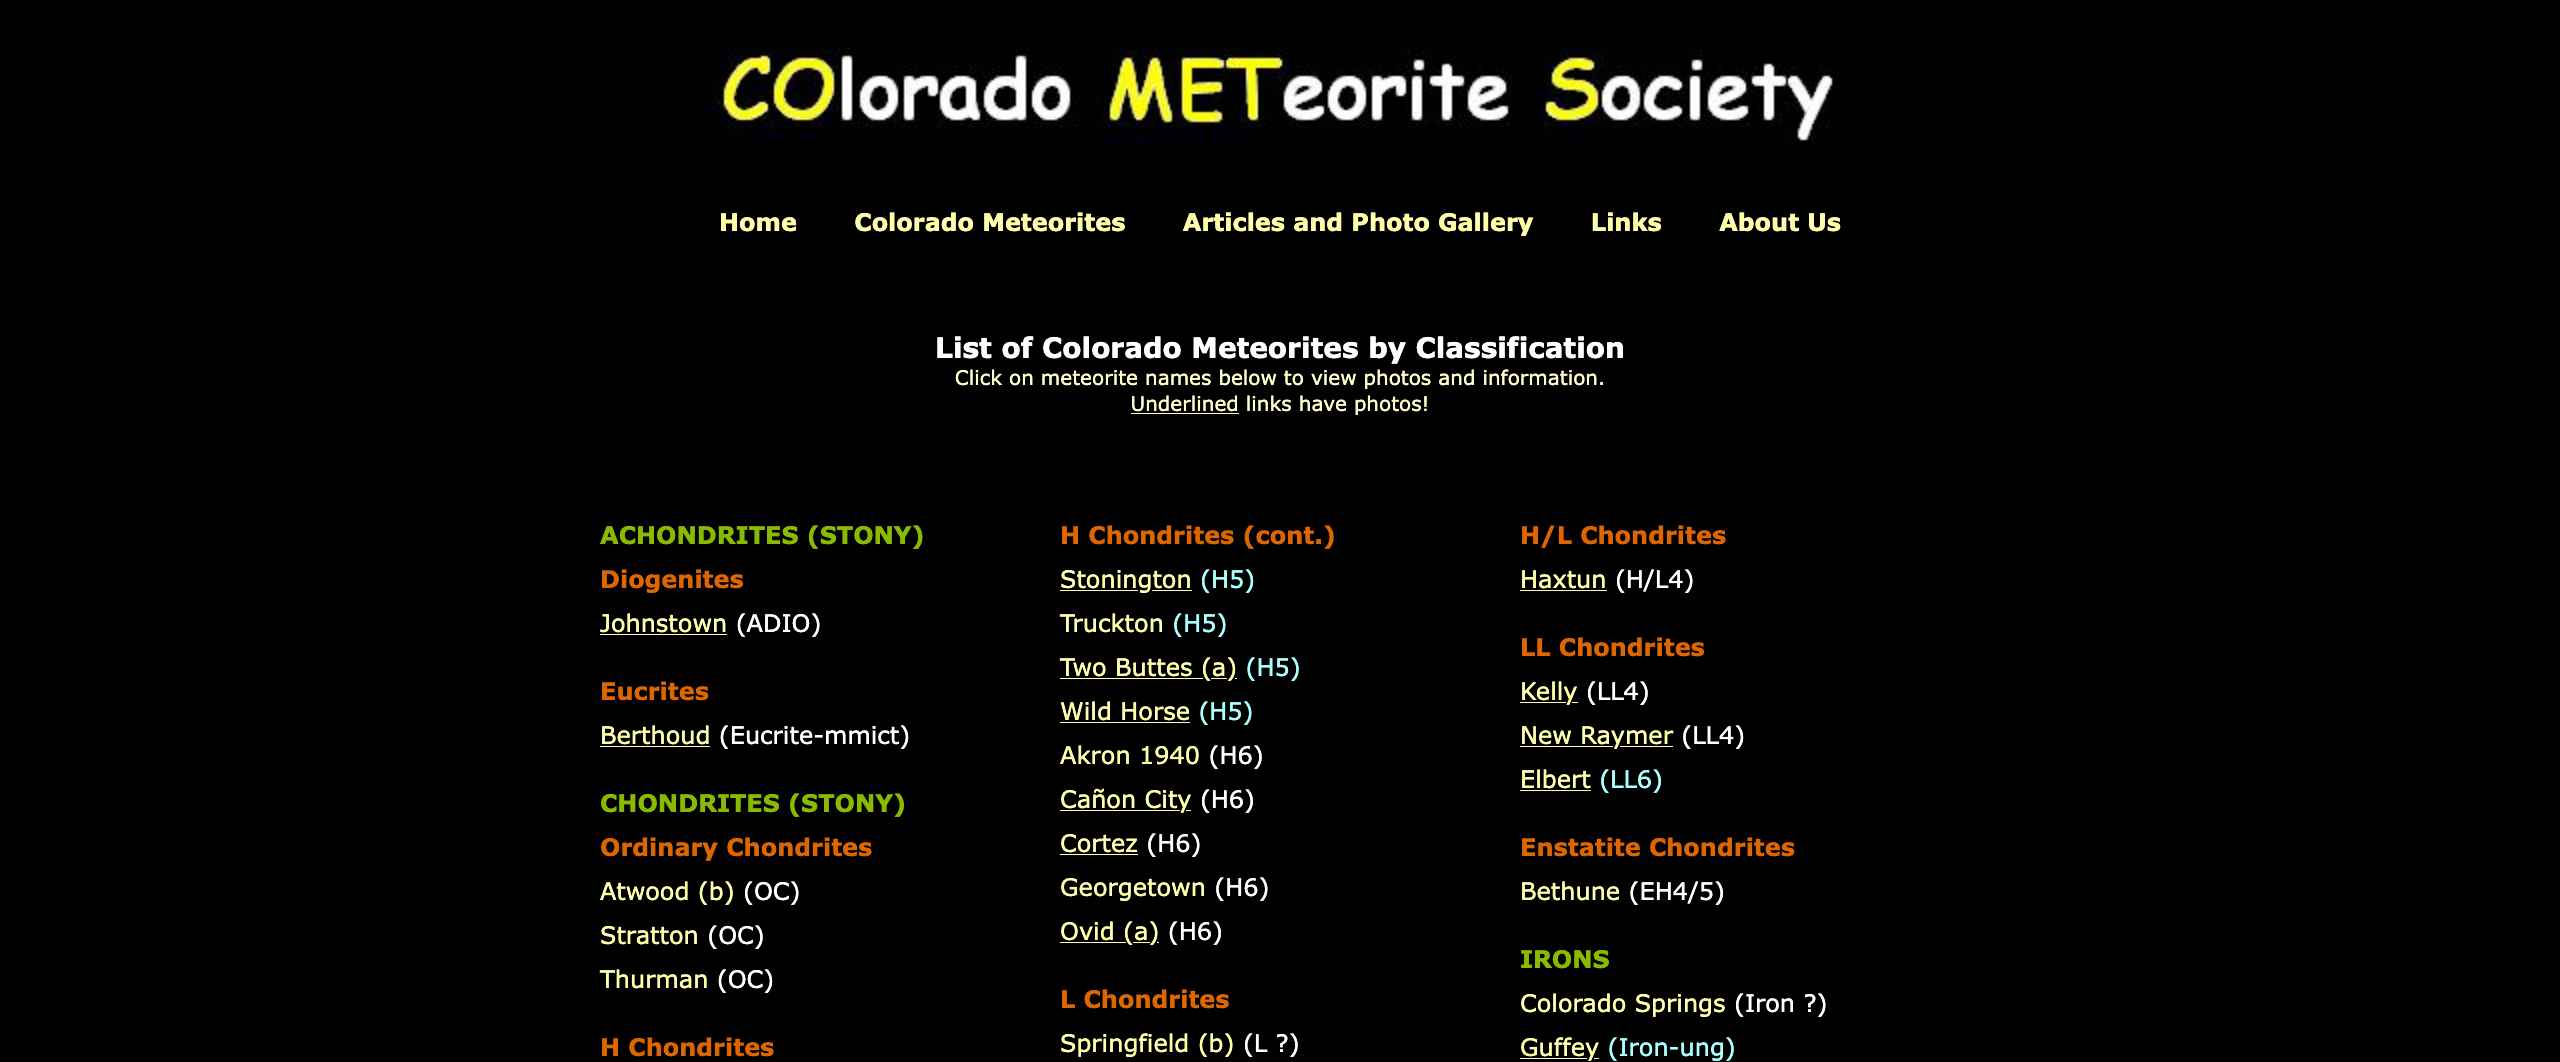 COlorado METeorite Society
Home Colorado Meteorites Articles and Photo Gallery Links About Us
List of Colorado Meteorites by Classification
Click on meteorite names below to view photos and information.
Underlined links have photos!
ACHONDRITES (STONY)
Diogenites
Johnstown (ADIO)
Eucrites
Berthoud (Eucrite-mmict)
CHONDRITES (STONY)
Ordinary Chondrites
Atwood (b) (OC)
Stratton (OC)
Thurman (OC)
H Chondrites
H Chondrites (cont.)
Stonington (H5)
Truckton (H5)
Two Buttes (a) (H5)
Wild Horse (H5)
Akron 1940 (H6)
Cañon City (H6)
Cortez (H6)
Georgetown (H6)
Ovid (a) (H6)
L Chondrites
Springfield (b) (L ?)
H/L Chondrites
Haxtun (H/L4)
LL Chondrites
Kelly (LL4)
New Raymer (LL4)
Elbert (LL6)
Enstatite Chondrites
Bethune (EH4/5)
IRONS
Colorado Springs (Iron ?)
Guffey (Iron-ung)